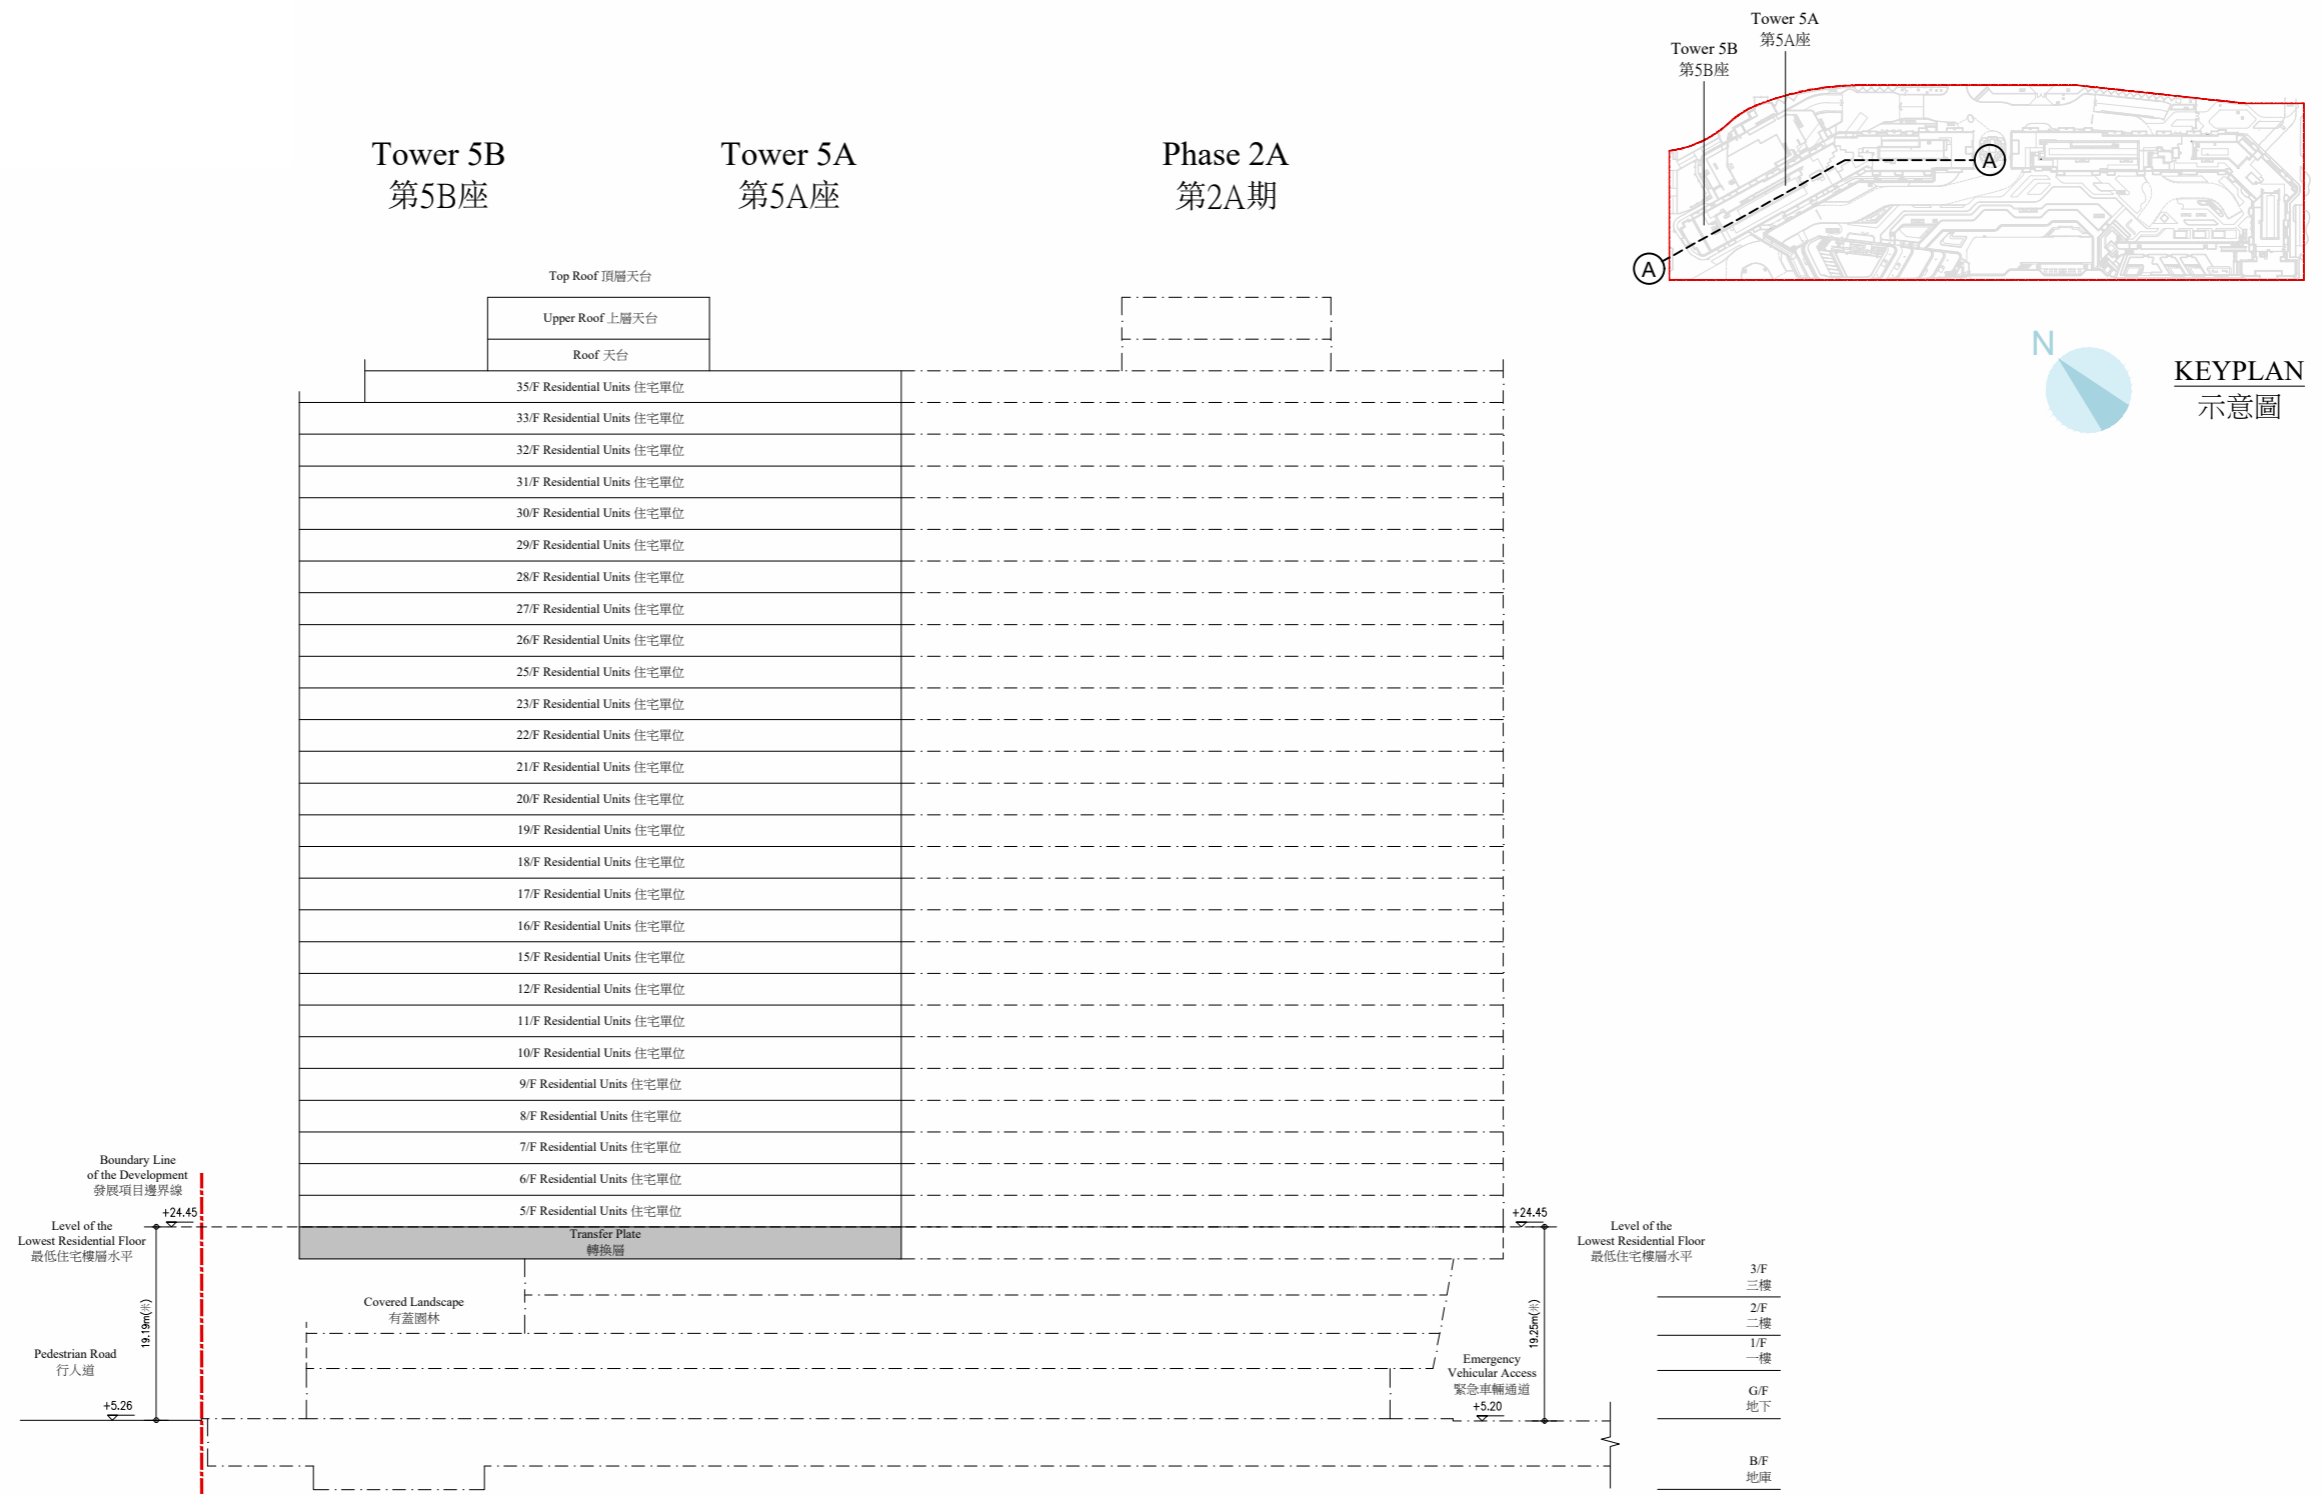 Tower 5A
第5A座
Tower 5B
第5B座
A
A
N
KEYPLAN
示意圖
Tower 5B
第5B座
Tower 5A
第5A座
Phase 2A
第2A期
Top Roof 頂層天台
Upper Roof 上層天台
Roof 天台
35/F Residential Units 住宅單位
33/F Residential Units 住宅單位
32/F Residential Units 住宅單位
31/F Residential Units 住宅單位
30/F Residential Units 住宅單位
29/F Residential Units 住宅單位
28/F Residential Units 住宅單位
27/F Residential Units 住宅單位
26/F Residential Units 住宅單位
25/F Residential Units 住宅單位
23/F Residential Units 住宅單位
22/F Residential Units 住宅單位
21/F Residential Units 住宅單位
20/F Residential Units 住宅單位
19/F Residential Units 住宅單位
18/F Residential Units 住宅單位
17/F Residential Units 住宅單位
16/F Residential Units 住宅單位
15/F Residential Units 住宅單位
12/F Residential Units 住宅單位
11/F Residential Units 住宅單位
10/F Residential Units 住宅單位
9/F Residential Units 住宅單位
8/F Residential Units 住宅單位
7/F Residential Units 住宅單位
6/F Residential Units 住宅單位
5/F Residential Units 住宅單位
Transfer Plate
轉換層
Boundary Line
of the Development
發展項目邊界線
+24.45
Level of the
Lowest Residential Floor
最低住宅樓層水平
19.19m(米)
Pedestrian Road
行人道
+5.26
Covered Landscape
有蓋園林
+24.45
Level of the
Lowest Residential Floor
最低住宅樓層水平
19.25m(米)
Emergency
Vehicular Access
緊急車輛通道
+5.20
3/F
三樓
2/F
二樓
1/F
一樓
G/F
地下
B/F
地庫